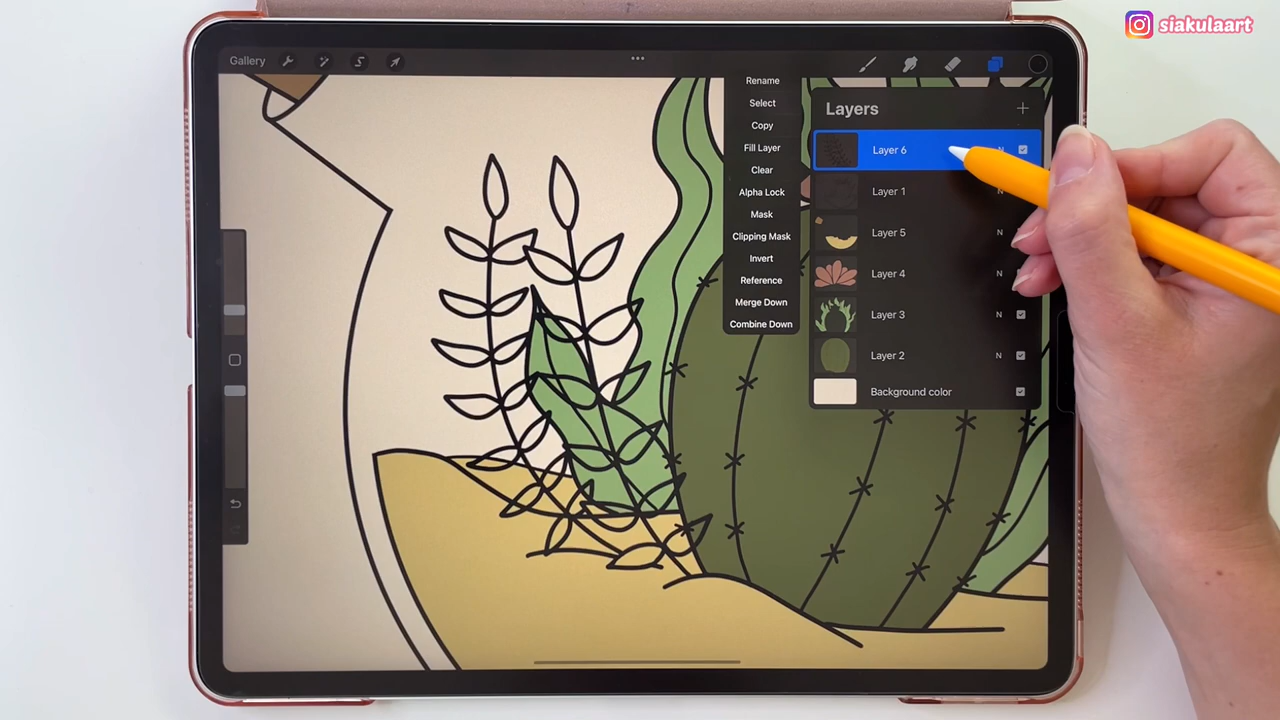 siakulaart
Gallery
Rename
Select
Copy
Fill Layer
Clear
Alpha Lock
Mask
Clipping Mask
Invert
Reference
Merge Down
Combine Down
Layers
Layer 6 N
Layer 1 N
Layer 5 N
Layer 4 N
Layer 3 N
Layer 2 N
Background color